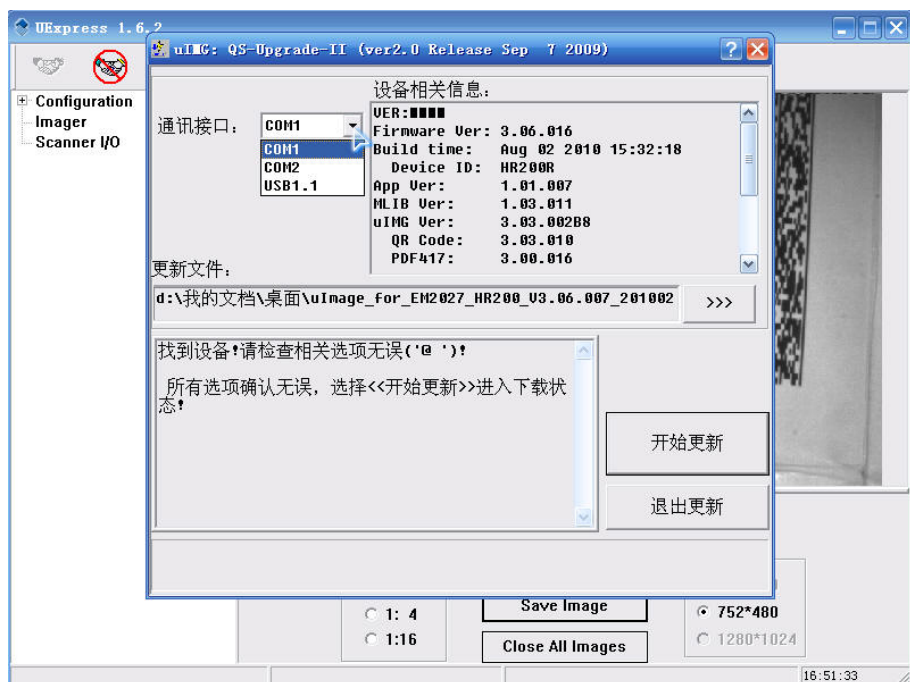 UExpress 1.6.2
uIMG: QS-Upgrade-II (ver2.0 Release Sep 7 2009)
Configuration
Imager
Scanner I/O
通讯接口：
COM1
COM1
COM2
USB1.1
设备相关信息：
VER:■■■■
Firmware Ver: 3.06.016
Build time: Aug 02 2010 15:32:18
Device ID: HR200R
App Ver: 1.01.007
MLIB Ver: 1.03.011
uIMG Ver: 3.03.002B8
QR Code: 3.03.010
PDF417: 3.00.016
更新文件：
d:\我的文档\桌面\uImage_for_EM2027_HR200_V3.06.007_201002
>>>
找到设备!请检查相关选项无误('@ ')!
所有选项确认无误，选择<<开始更新>>进入下载状
态!
开始更新
退出更新
1: 4
1:16
Save Image
Close All Images
752*480
1280*1024
16:51:33